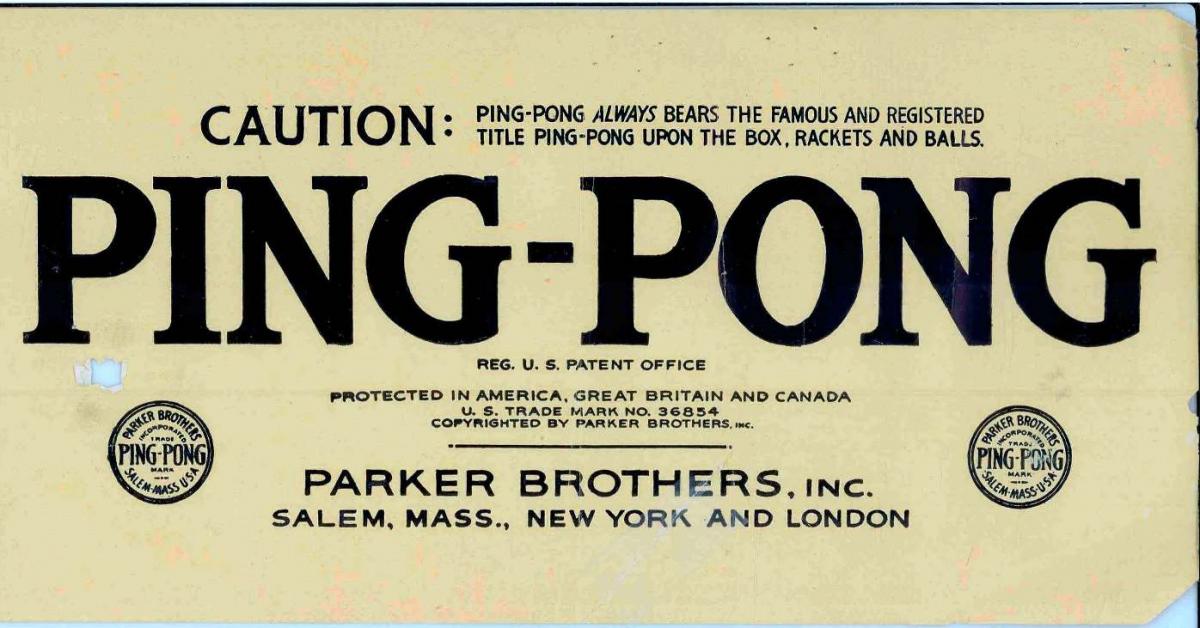 CAUTION: PING-PONG ALWAYS BEARS THE FAMOUS AND REGISTERED
TITLE PING-PONG UPON THE BOX, RACKETS AND BALLS.
PING-PONG
REG. U. S. PATENT OFFICE
PROTECTED IN AMERICA, GREAT BRITAIN AND CANADA
U. S. TRADE MARK NO. 36854
COPYRIGHTED BY PARKER BROTHERS, INC.
PARKER BROTHERS
INCORPORATED
TRADE
PING-PONG
MARK
SALEM-MASS U.S.A
PARKER BROTHERS, INC.
SALEM, MASS., NEW YORK AND LONDON
PARKER BROTHERS
INCORPORATED
TRADE
PING-PONG
MARK
SALEM-MASS-U.S.A